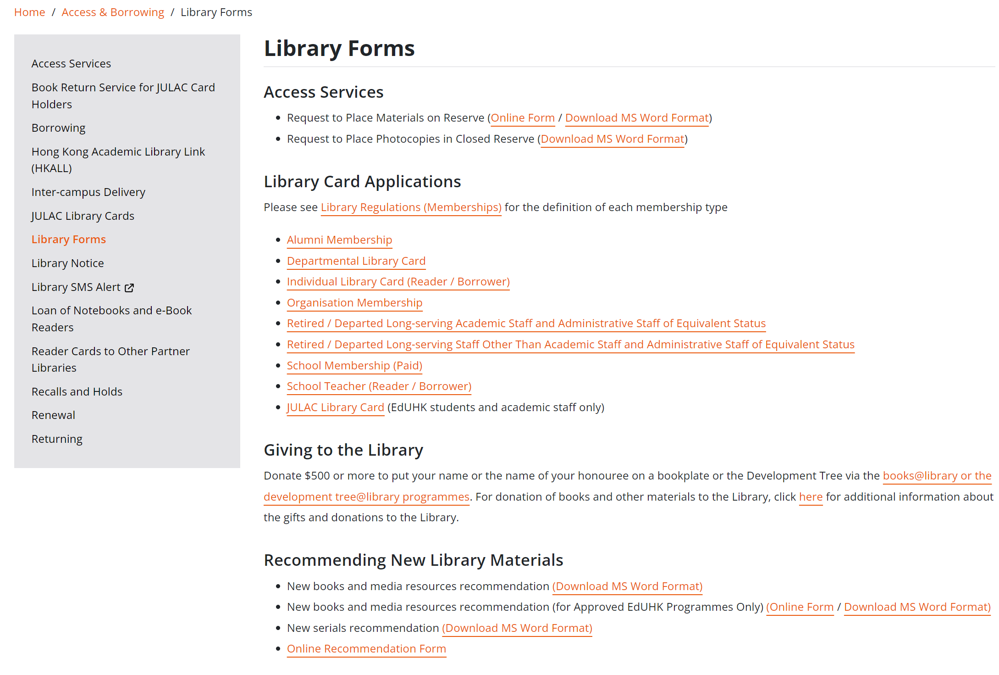 Home / Access & Borrowing / Library Forms
Access Services
Book Return Service for JULAC Card
Holders
Borrowing
Hong Kong Academic Library Link
(HKALL)
Inter-campus Delivery
JULAC Library Cards
Library Forms
Library Notice
Library SMS Alert
Loan of Notebooks and e-Book
Readers
Reader Cards to Other Partner
Libraries
Recalls and Holds
Renewal
Returning
Library Forms
Access Services
• Request to Place Materials on Reserve (Online Form / Download MS Word Format)
• Request to Place Photocopies in Closed Reserve (Download MS Word Format)
Library Card Applications
Please see Library Regulations (Memberships) for the definition of each membership type
• Alumni Membership
• Departmental Library Card
• Individual Library Card (Reader / Borrower)
• Organisation Membership
• Retired / Departed Long-serving Academic Staff and Administrative Staff of Equivalent Status
• Retired / Departed Long-serving Staff Other Than Academic Staff and Administrative Staff of Equivalent Status
• School Membership (Paid)
• School Teacher (Reader / Borrower)
• JULAC Library Card (EdUHK students and academic staff only)
Giving to the Library
Donate $500 or more to put your name or the name of your honouree on a bookplate or the Development Tree via the books@library or the
development tree@library programmes. For donation of books and other materials to the Library, click here for additional information about
the gifts and donations to the Library.
Recommending New Library Materials
• New books and media resources recommendation (Download MS Word Format)
• New books and media resources recommendation (for Approved EdUHK Programmes Only) (Online Form / Download MS Word Format)
• New serials recommendation (Download MS Word Format)
• Online Recommendation Form